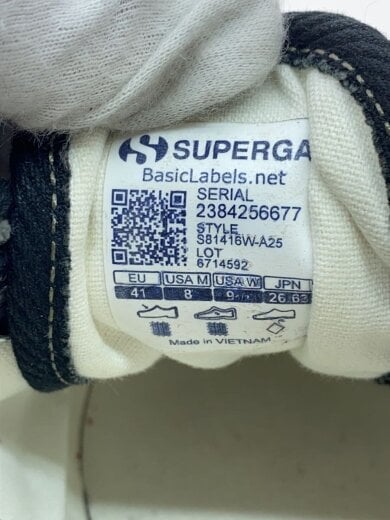 SUPERGA
BasicLabels.net
SERIAL
2384256677
STYLE
S81416W-A25
LOT
6714592
EU USA M USA W JPN
41 8 26.62
Made in VIETNAM